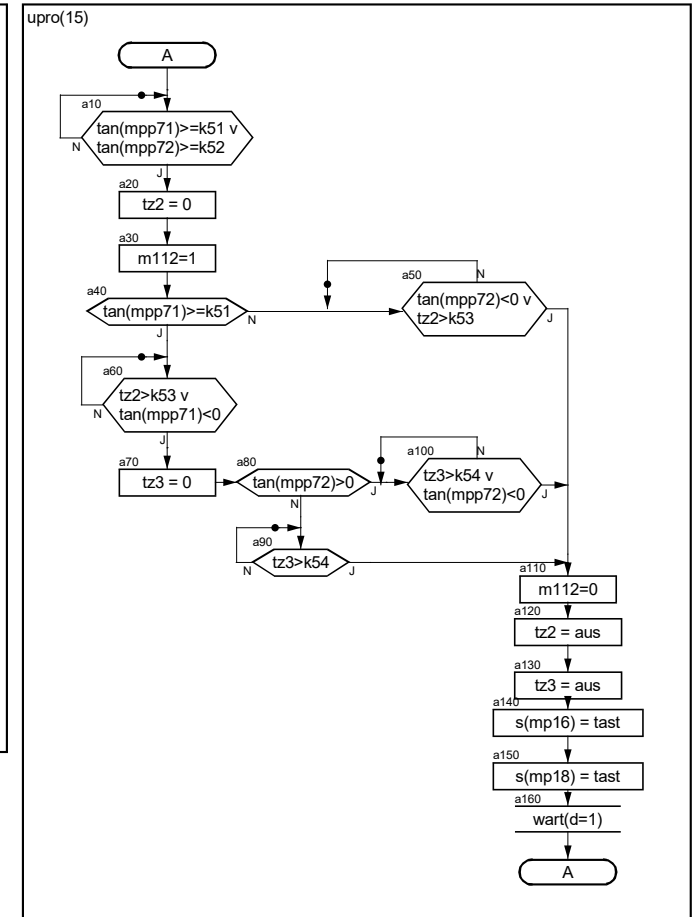 upro(15)
A
a10
tan(mpp71)>=k51 v
tan(mpp72)>=k52
N
J
a20
tz2 = 0
a30
m112=1
a40
tan(mpp71)>=k51
N
J
a50
N
tan(mpp72)<0 v
tz2>k53
J
a60
tz2>k53 v
tan(mpp71)<0
N
J
a70
tz3 = 0
a80
tan(mpp72)>0
J
N
a100
N
tz3>k54 v
tan(mpp72)<0
J
a90
tz3>k54
N
J
a110
m112=0
a120
tz2 = aus
a130
tz3 = aus
a140
s(mp16) = tast
a150
s(mp18) = tast
a160
wart(d=1)
A